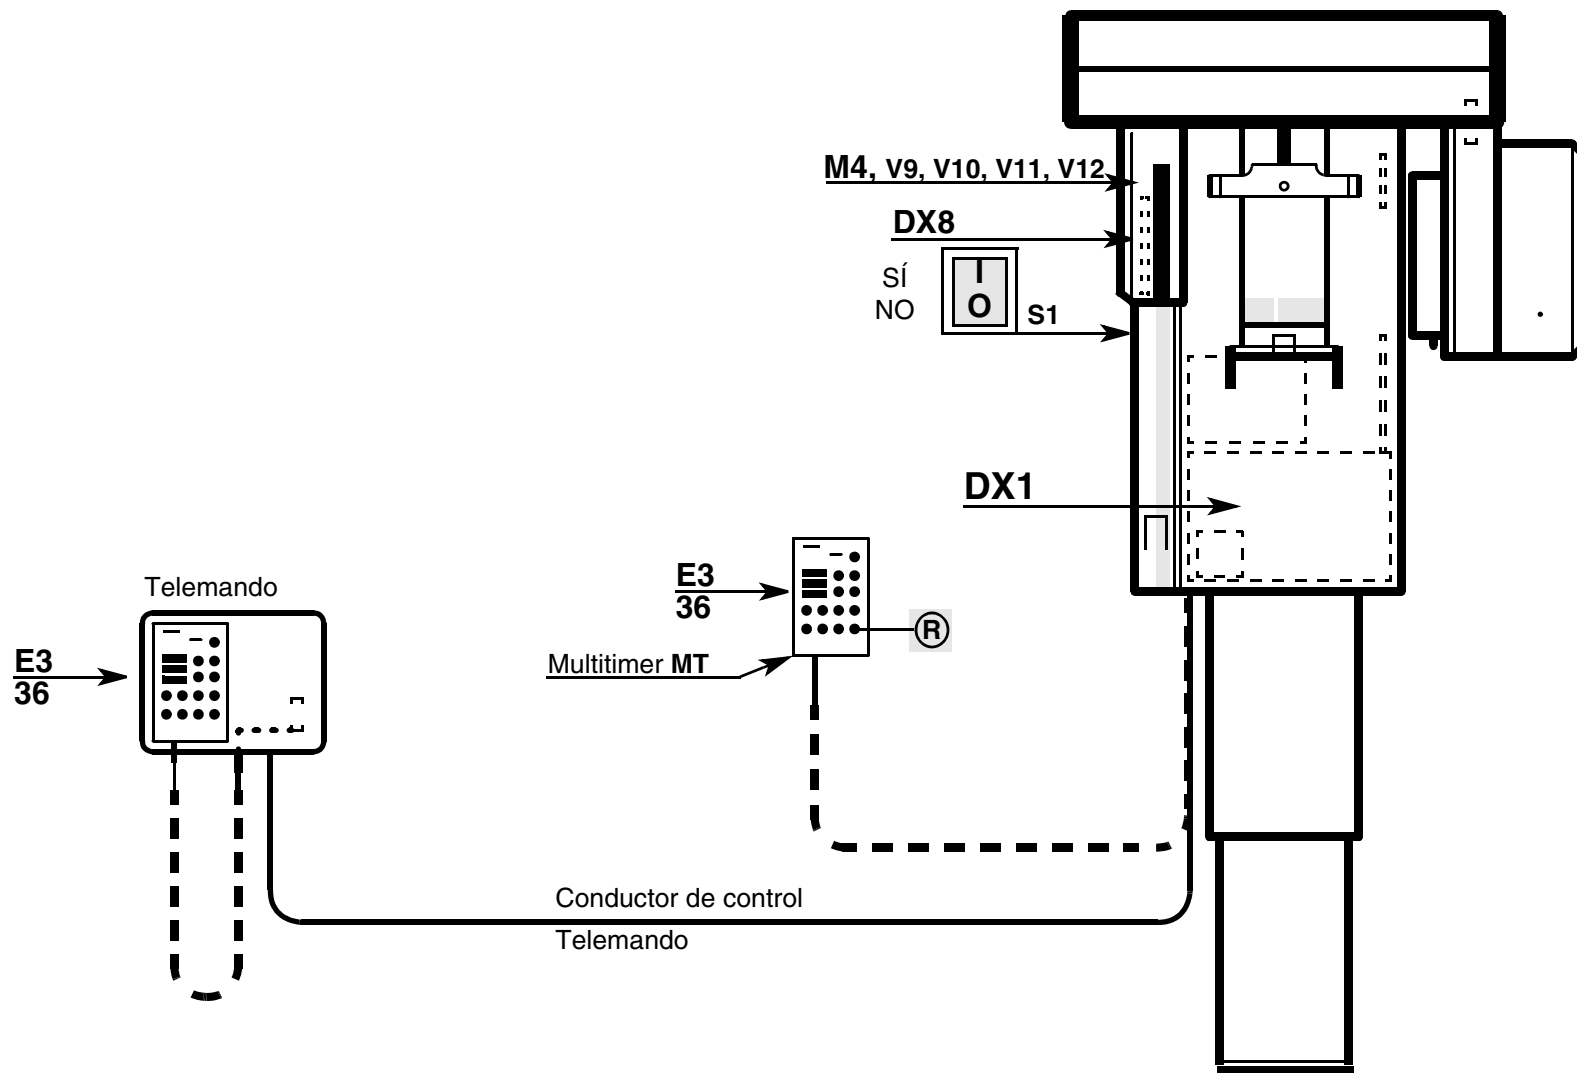 M4, V9, V10, V11, V12
DX8
SÍ
NO
I
O
S1
DX1
E3
36
R
Multitimer MT
Telemando
E3
36
Conductor de control
Telemando